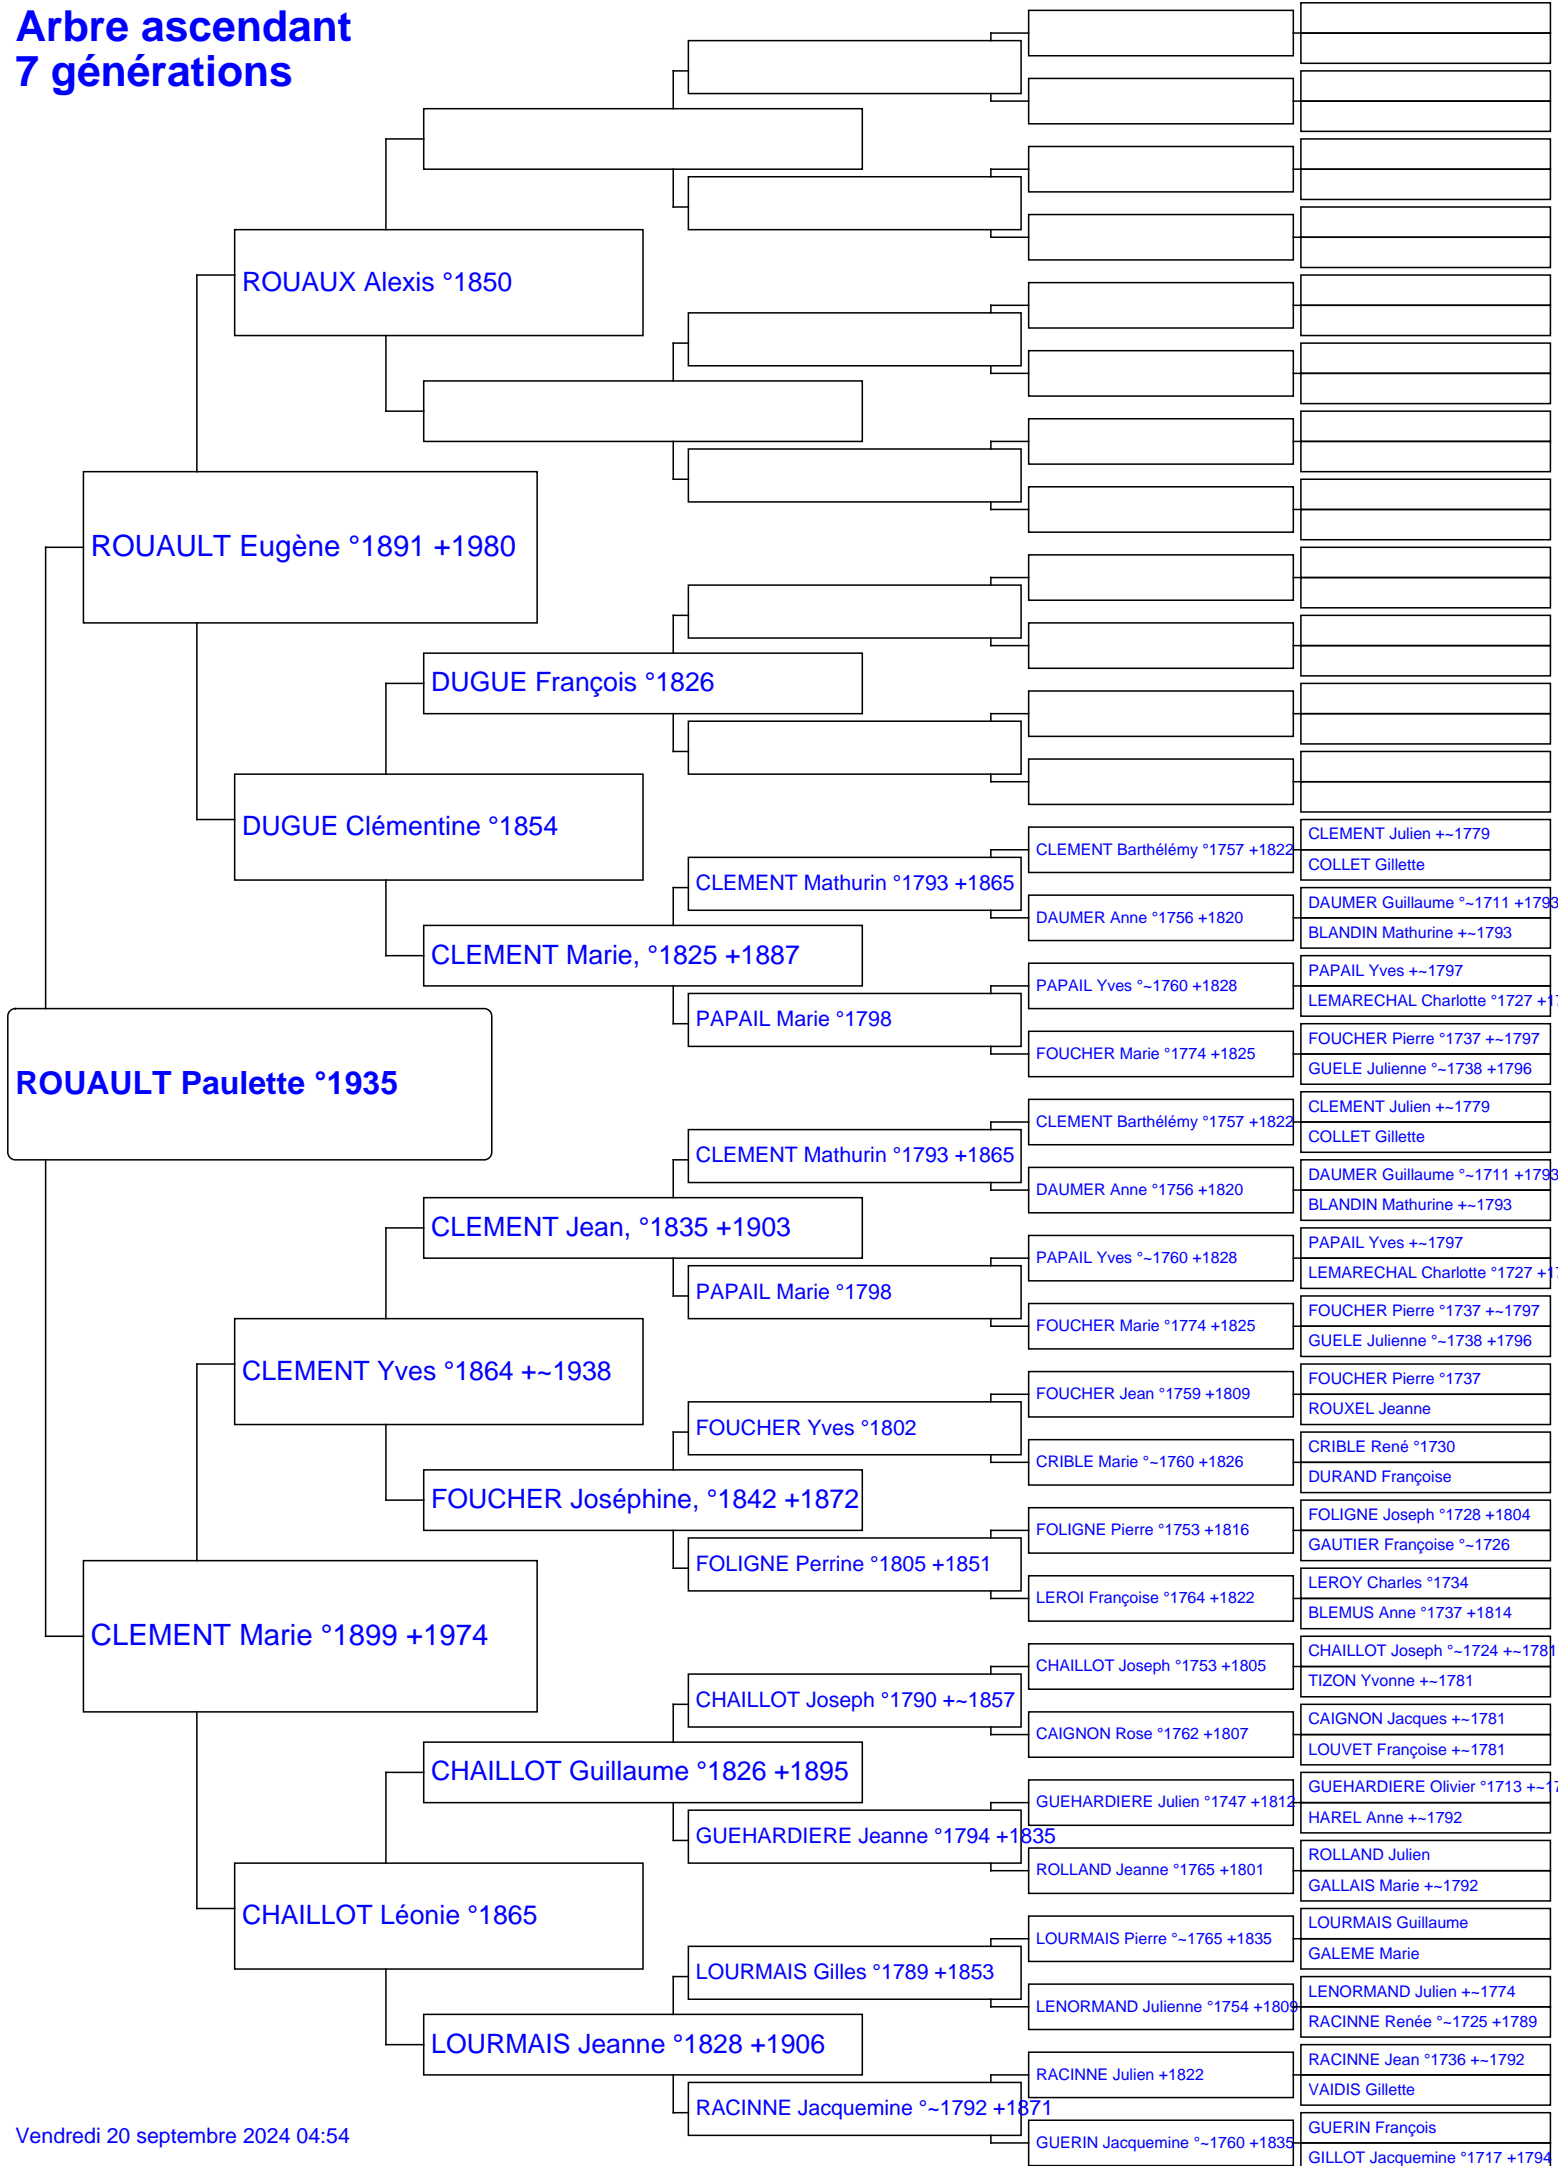 Arbre ascendant
7 générations
ROUAUX Alexis °1850
ROUAULT Eugène °1891 +1980
DUGUE François °1826
DUGUE Clémentine °1854
CLEMENT Mathurin °1793 +1865
CLEMENT Marie, °1825 +1887
PAPAIL Marie °1798
CLEMENT Barthélémy °1757 +1822
DAUMER Anne °1756 +1820
PAPAIL Yves °~1760 +1828
FOUCHER Marie °1774 +1825
CLEMENT Julien +~1779
COLLET Gillette
DAUMER Guillaume °~1711 +1793
BLANDIN Mathurine +~1793
PAPAIL Yves +~1797
LEMARECHAL Charlotte °1727 +1
FOUCHER Pierre °1737 +~1797
GUELE Julienne °~1738 +1796
ROUAULT Paulette °1935
CLEMENT Mathurin °1793 +1865
CLEMENT Jean, °1835 +1903
PAPAIL Marie °1798
CLEMENT Barthélémy °1757 +1822
DAUMER Anne °1756 +1820
PAPAIL Yves °~1760 +1828
FOUCHER Marie °1774 +1825
CLEMENT Julien +~1779
COLLET Gillette
DAUMER Guillaume °~1711 +1793
BLANDIN Mathurine +~1793
PAPAIL Yves +~1797
LEMARECHAL Charlotte °1727 +1
FOUCHER Pierre °1737 +~1797
GUELE Julienne °~1738 +1796
CLEMENT Yves °1864 +~1938
FOUCHER Yves °1802
FOUCHER Joséphine, °1842 +1872
FOLIGNE Perrine °1805 +1851
FOUCHER Jean °1759 +1809
CRIBLE Marie °~1760 +1826
FOLIGNE Pierre °1753 +1816
LEROI Françoise °1764 +1822
FOUCHER Pierre °1737
ROUXEL Jeanne
CRIBLE René °1730
DURAND Françoise
FOLIGNE Joseph °1728 +1804
GAUTIER Françoise °~1726
LEROY Charles °1734
BLEMUS Anne °1737 +1814
CLEMENT Marie °1899 +1974
CHAILLOT Joseph °1790 +~1857
CHAILLOT Guillaume °1826 +1895
GUEHARDIERE Jeanne °1794 +1835
CHAILLOT Joseph °1753 +1805
CAIGNON Rose °1762 +1807
GUEHARDIERE Julien °1747 +1812
ROLLAND Jeanne °1765 +1801
CHAILLOT Joseph °~1724 +~1781
TIZON Yvonne +~1781
CAIGNON Jacques +~1781
LOUVET Françoise +~1781
GUEHARDIERE Olivier °1713 +~17
HAREL Anne +~1792
ROLLAND Julien
GALLAIS Marie +~1792
CHAILLOT Léonie °1865
LOURMAIS Gilles °1789 +1853
LOURMAIS Jeanne °1828 +1906
RACINNE Jacquemine °~1792 +1871
LOURMAIS Pierre °~1765 +1835
LENORMAND Julienne °1754 +1809
RACINNE Julien +1822
GUERIN Jacquemine °~1760 +1835
LOURMAIS Guillaume
GALEME Marie
LENORMAND Julien +~1774
RACINNE Renée °~1725 +1789
RACINNE Jean °1736 +~1792
VAIDIS Gillette
GUERIN François
GILLOT Jacquemine °1717 +1794
Vendredi 20 septembre 2024 04:54